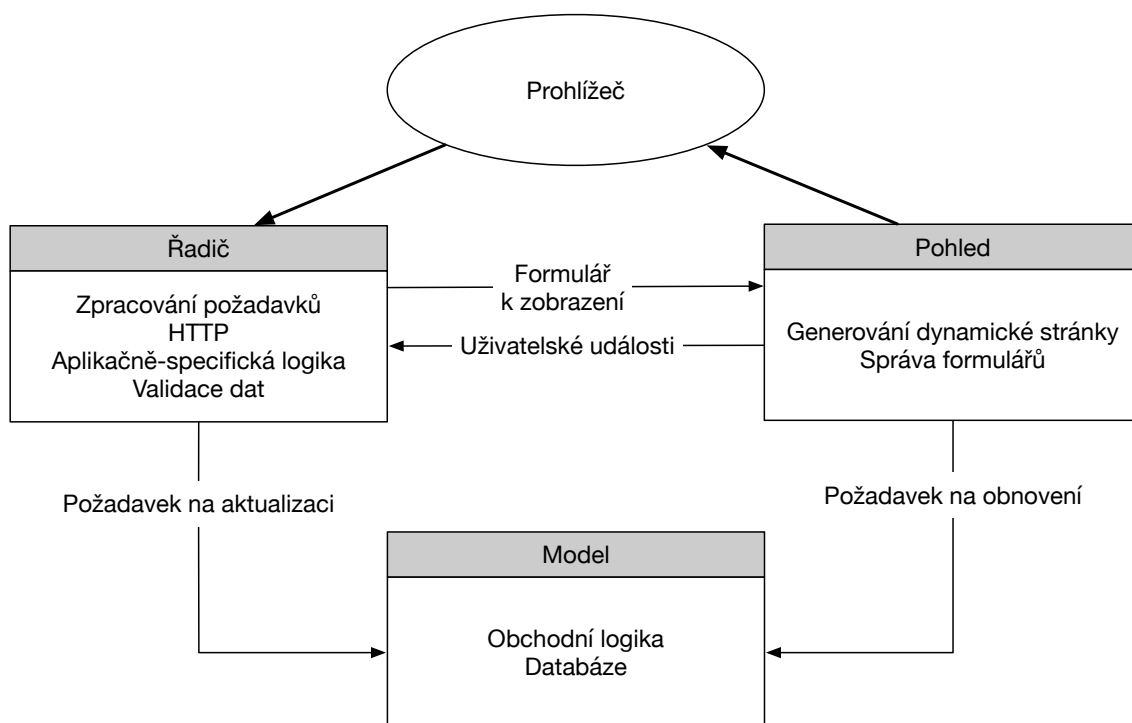 Prohlížeč
Řadič
Zpracování požadavků
HTTP
Aplikačně-specifická logika
Validace dat
Formulář
k zobrazení
Uživatelské události
Pohled
Generování dynamické stránky
Správa formulářů
Požadavek na aktualizaci
Požadavek na obnovení
Model
Obchodní logika
Databáze